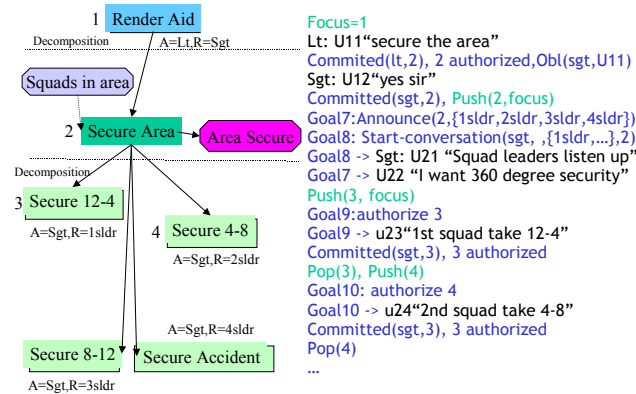 1 Render Aid
Decomposition
A=Lt,R=Sgt
Squads in area
2 Secure Area
Area Secure
Decomposition
3 Secure 12-4
A=Sgt,R=1sldr
4 Secure 4-8
A=Sgt,R=2sldr
A=Sgt,R=4sldr
Secure 8-12
Secure Accident
A=Sgt,R=3sldr
Focus=1
Lt: U11“secure the area”
Commited(lt,2), 2 authorized,Obl(sgt,U11)
Sgt: U12“yes sir”
Committed(sgt,2), Push(2,focus)
Goal7:Announce(2,{1sldr,2sldr,3sldr,4sldr})
Goal8: Start-conversation(sgt, ,{1sldr,…},2)
Goal8 -> Sgt: U21 “Squad leaders listen up”
Goal7 -> U22 “I want 360 degree security”
Push(3, focus)
Goal9:authorize 3
Goal9 -> u23“1st squad take 12-4”
Committed(sgt,3), 3 authorized
Pop(3), Push(4)
Goal10: authorize 4
Goal10 -> u24“2nd squad take 4-8”
Committed(sgt,3), 3 authorized
Pop(4)
…